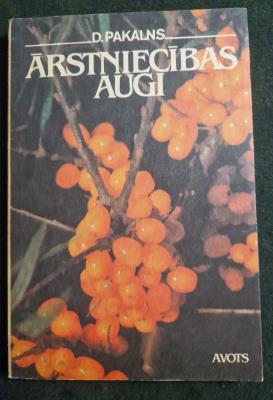 D. PAKALNS
ĀRSTNIECĪBAS
AUGI
AVOTS